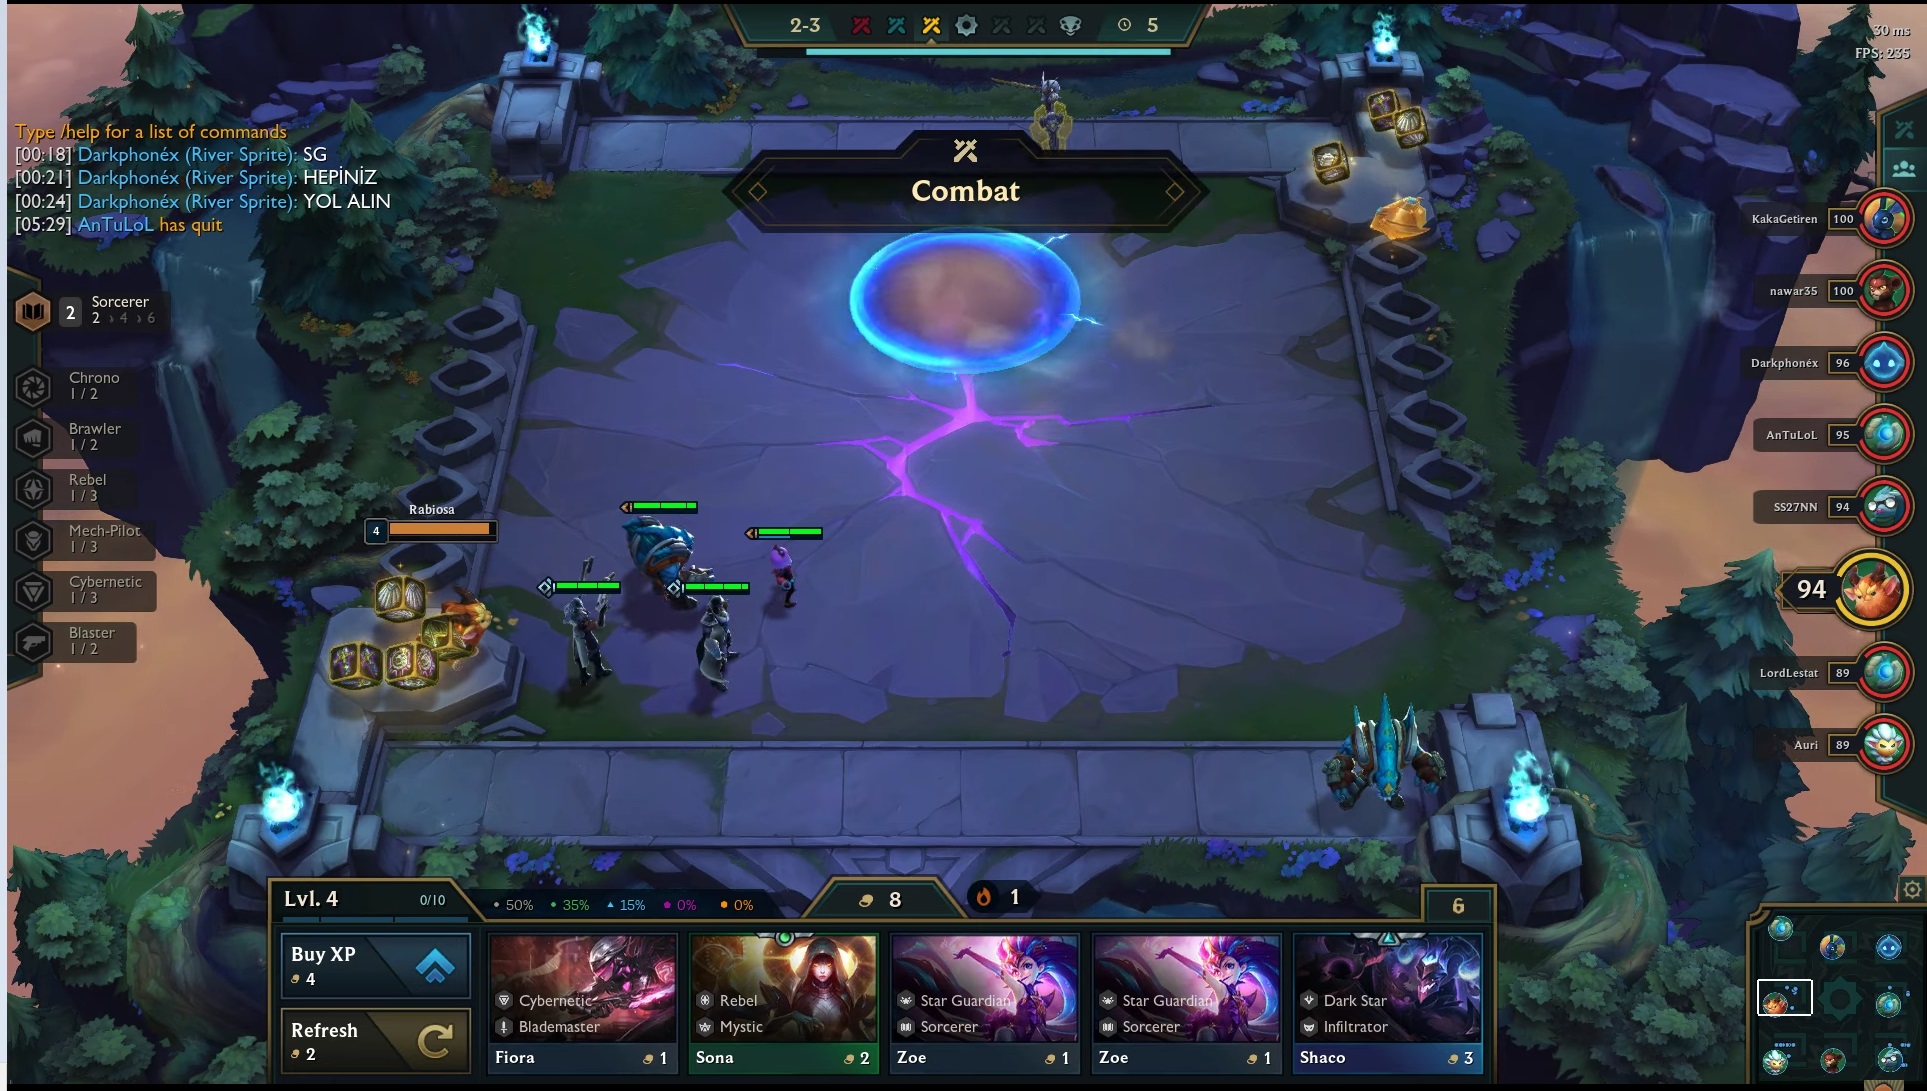 2-3
5
30 ms
FPS: 235
Type /help for a list of commands
[00:18] Darkphonéx (River Sprite): SG
[00:21] Darkphonéx (River Sprite): HEPİNİZ
[00:24] Darkphonéx (River Sprite): YOL ALIN
[05:29] AnTuLoL has quit
Combat
KakaGetiren 100
nawar35 100
Darkphonéx 96
AnTuLoL 95
SS27NN 94
94
LordLestat 89
Auri 89
2 Sorcerer
2 › 4 › 6
Chrono
1 / 2
Brawler
1 / 2
Rebel
1 / 3
Mech-Pilot
1 / 3
Cybernetic
1 / 3
Blaster
1 / 2
Rabiosa
4
Lvl. 4 0/10
50% 35% 15% 0% 0%
8
1
6
Buy XP
4
Refresh
2
Cybernetic
Blademaster
Fiora 1
Rebel
Mystic
Sona 2
Star Guardian
Sorcerer
Zoe 1
Star Guardian
Sorcerer
Zoe 1
Dark Star
Infiltrator
Shaco 3